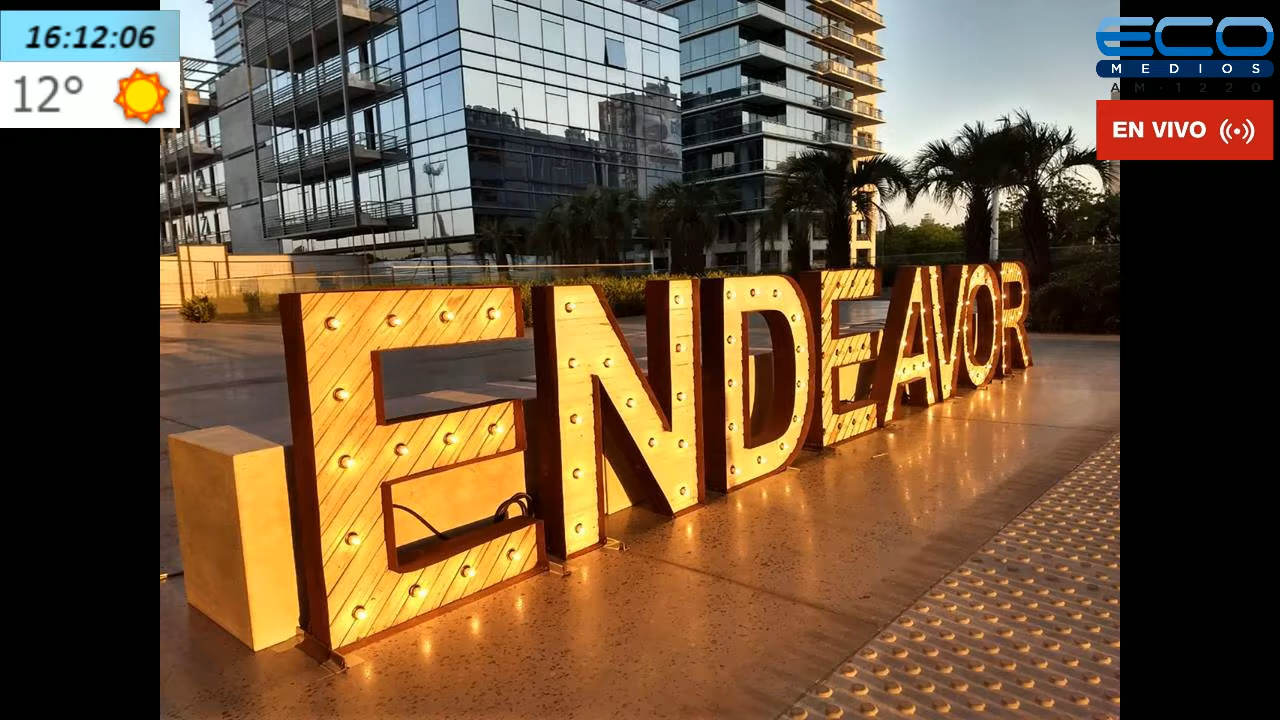 16:12:06
12°
ECO
MEDIOS
AM·1220
EN VIVO
ENDEAVOR